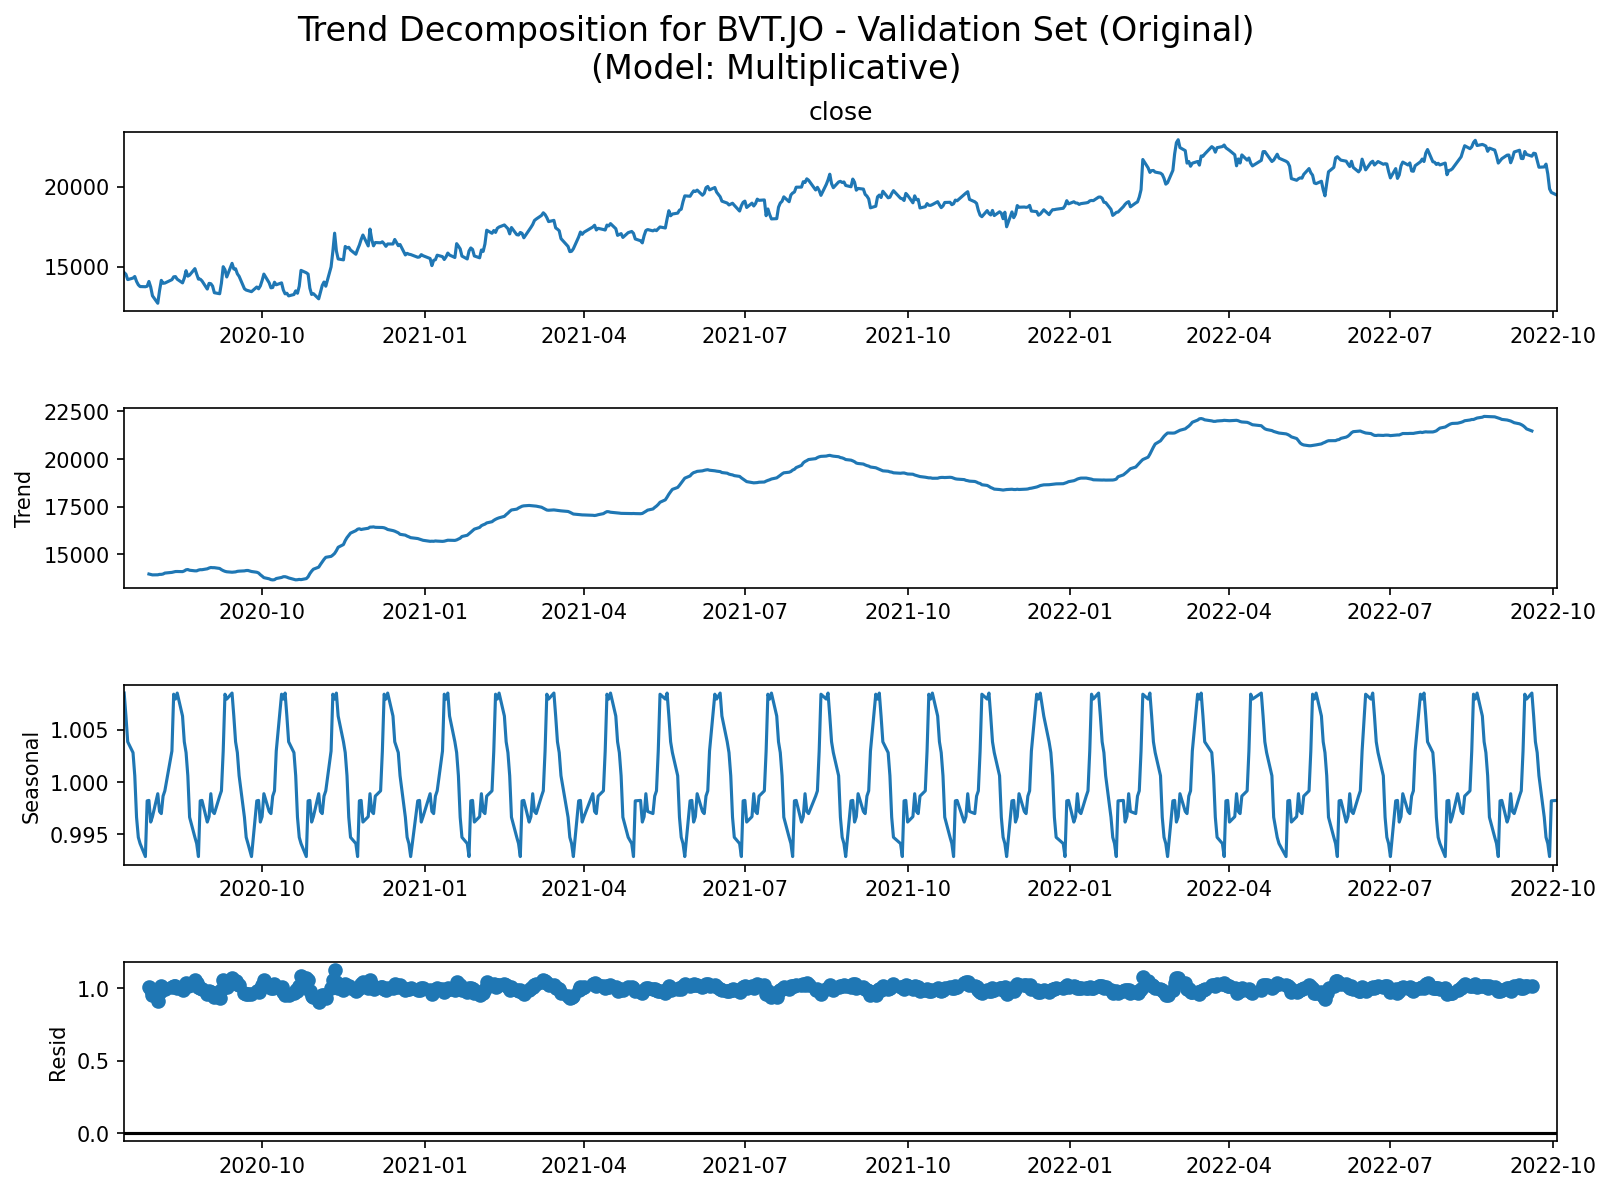 Trend Decomposition for BVT.JO - Validation Set (Original)
(Model: Multiplicative)
close
20000
15000
2020-10 2021-01 2021-04 2021-07 2021-10 2022-01 2022-04 2022-07 2022-10
Trend
22500
20000
17500
15000
2020-10 2021-01 2021-04 2021-07 2021-10 2022-01 2022-04 2022-07 2022-10
Seasonal
1.005
1.000
0.995
2020-10 2021-01 2021-04 2021-07 2021-10 2022-01 2022-04 2022-07 2022-10
Resid
1.0
0.5
0.0
2020-10 2021-01 2021-04 2021-07 2021-10 2022-01 2022-04 2022-07 2022-10